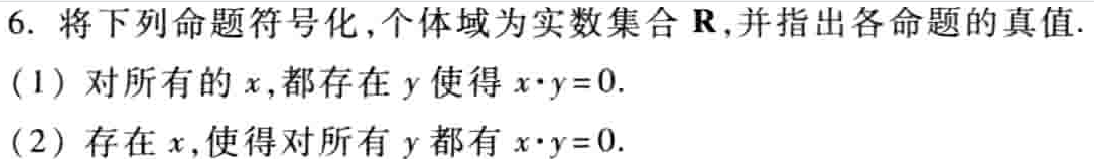 6. 将下列命题符号化,个体域为实数集合 R,并指出各命题的真值.
(1) 对所有的 x,都存在 y 使得 x·y=0.
(2) 存在 x,使得对所有 y 都有 x·y=0.